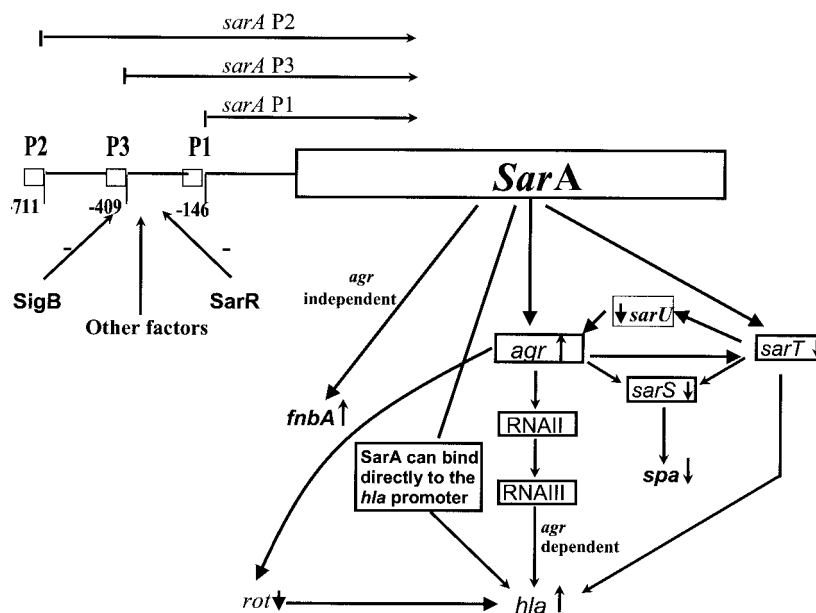 sarA P2
sarA P3
sarA P1
P2 P3 P1
SarA
-711 -409 -146
- -
SigB SarR
Other factors
agr
independent
sarU
agr
sarT
sarS
fnbA
RNAII
SarA can bind
directly to the
hla promoter
spa
RNAIII
agr
dependent
rot
hla